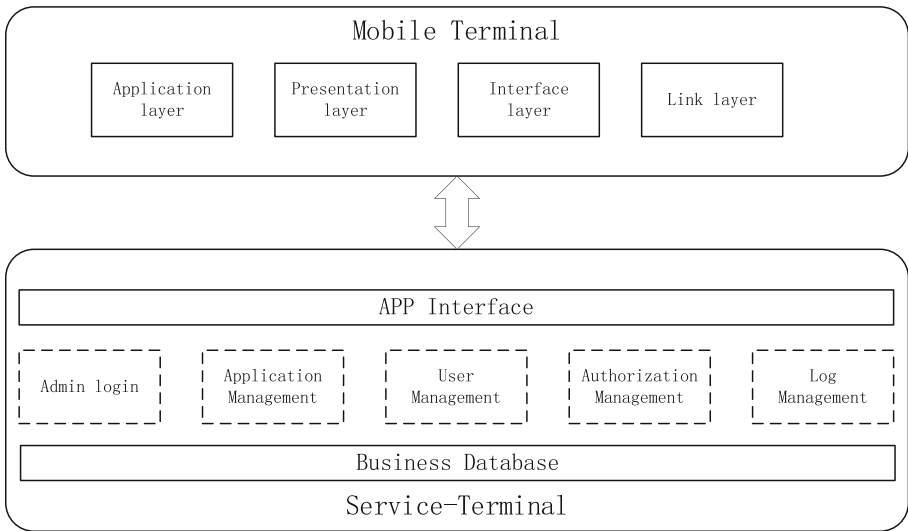 Mobile Terminal
Application
layer
Presentation
layer
Interface
layer
Link layer
APP Interface
Admin login
Application
Management
User
Management
Authorization
Management
Log
Management
Business Database
Service-Terminal